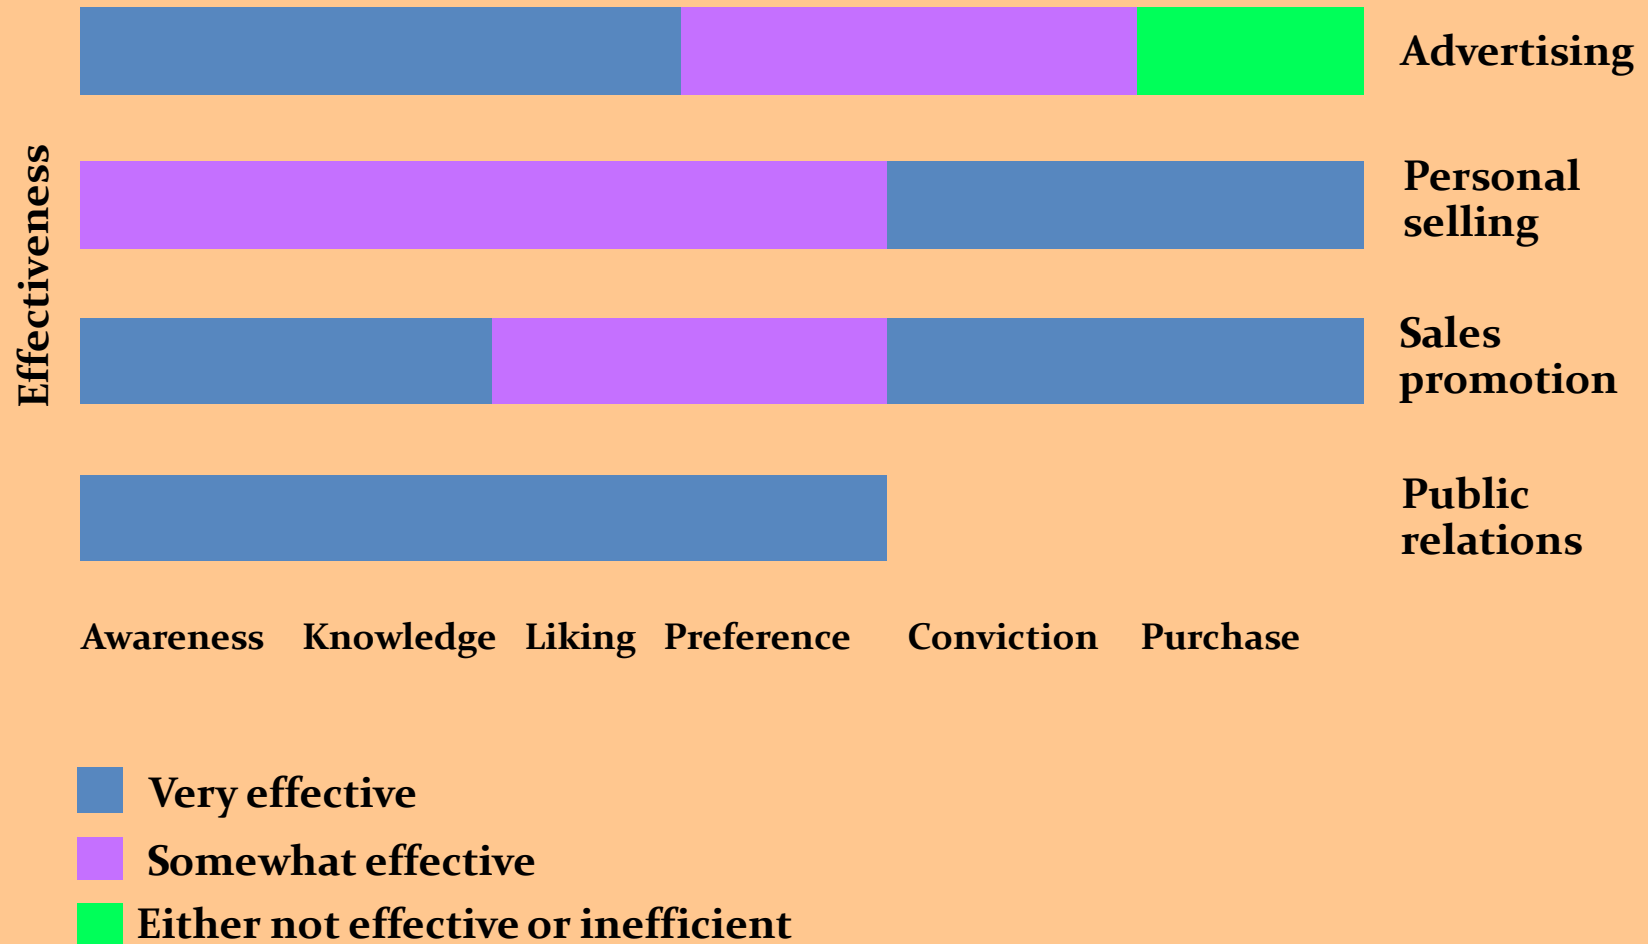 Advertising
Effectiveness
Personal
selling
Sales
promotion
Public
relations
Awareness Knowledge Liking Preference Conviction Purchase
Very effective
Somewhat effective
Either not effective or inefficient